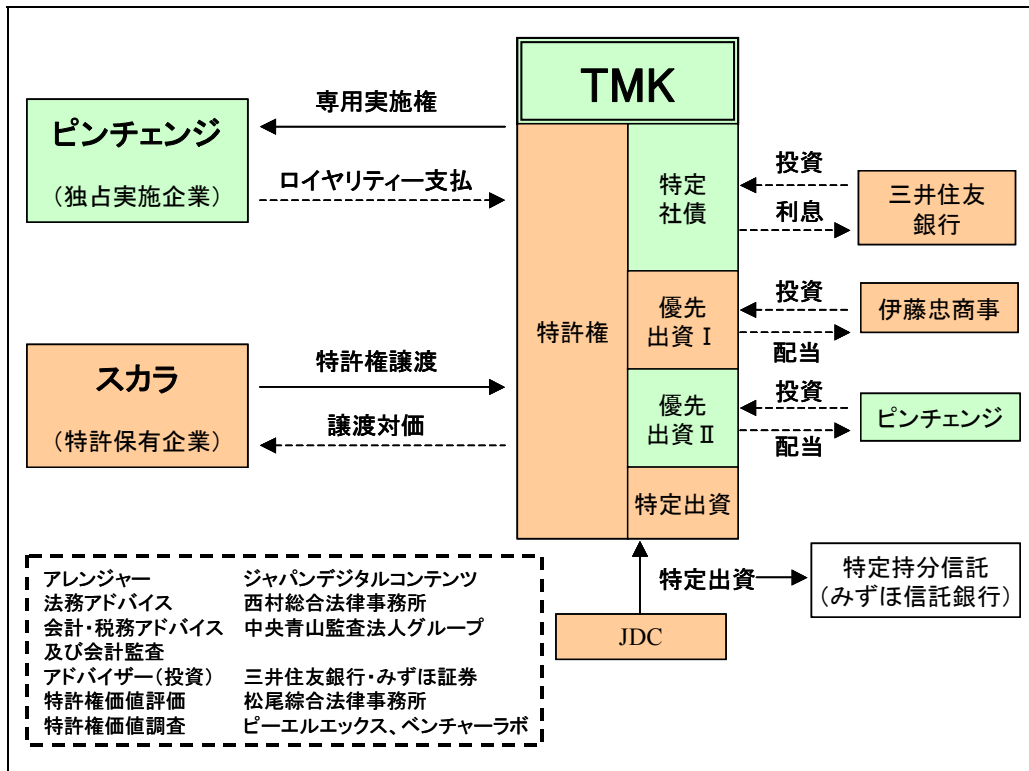 TMK
専用実施権
ピンチェンジ
(独占実施企業)
ロイヤリティー支払
特定
社債
投資
利息
三井住友
銀行
特許権
優先
出資Ⅰ
投資
配当
伊藤忠商事
スカラ
(特許保有企業)
特許権譲渡
譲渡対価
優先
出資Ⅱ
投資
配当
ピンチェンジ
特定出資
アレンジャー ジャパンデジタルコンテンツ
法務アドバイス 西村総合法律事務所
会計・税務アドバイス 中央青山監査法人グループ
及び会計監査
アドバイザー(投資) 三井住友銀行・みずほ証券
特許権価値評価 松尾綜合法律事務所
特許権価値調査 ピーエルエックス、ベンチャーラボ
JDC
特定出資
特定持分信託
(みずほ信託銀行)